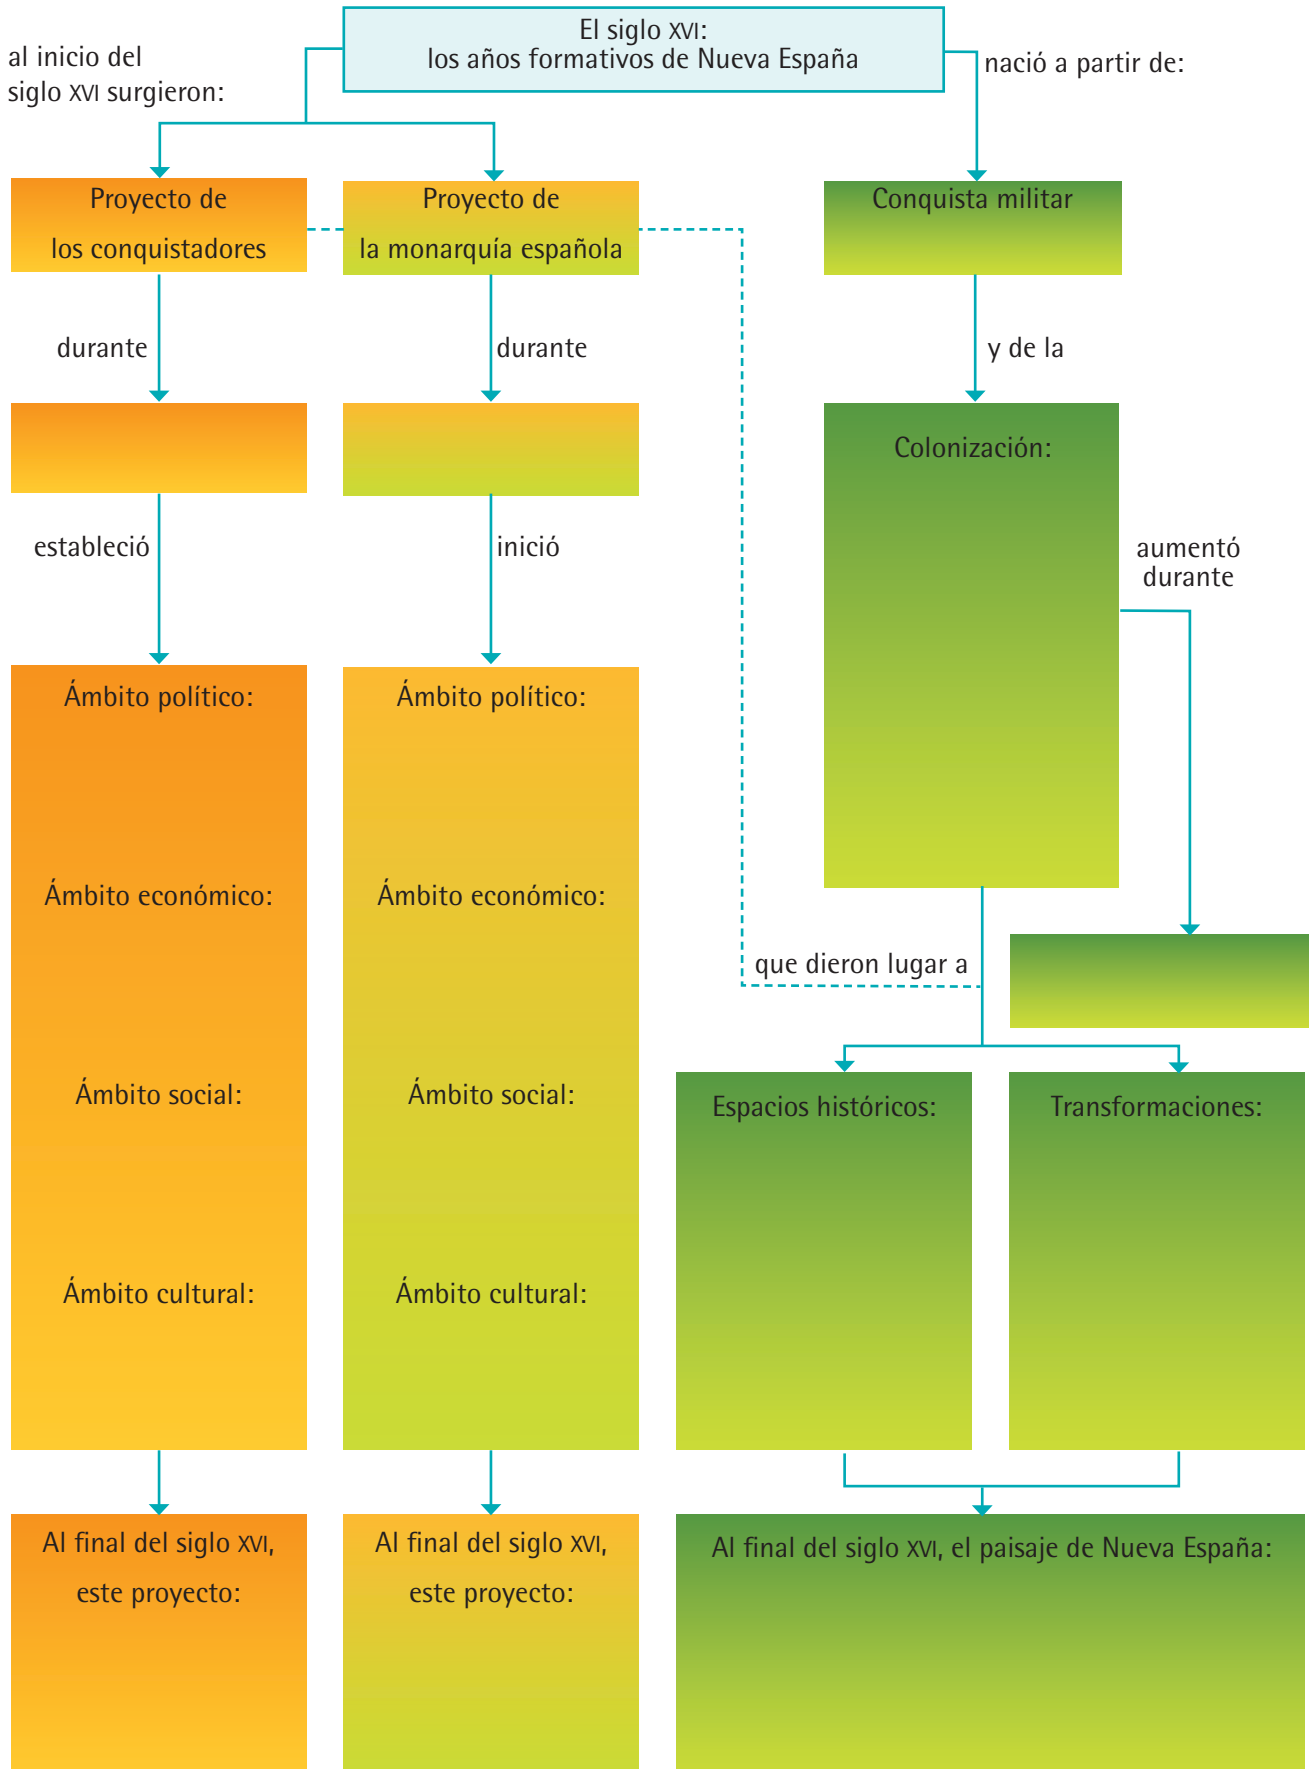 El siglo XVI:
los años formativos de Nueva España
al inicio del
siglo XVI surgieron:
nació a partir de:
Proyecto de
los conquistadores
Proyecto de
la monarquía española
Conquista militar
durante
durante
y de la
Colonización:
estableció
inició
aumentó
durante
Ámbito político:
Ámbito económico:
Ámbito social:
Ámbito cultural:
Ámbito político:
Ámbito económico:
Ámbito social:
Ámbito cultural:
que dieron lugar a
Espacios históricos:
Transformaciones:
Al final del siglo XVI,
este proyecto:
Al final del siglo XVI,
este proyecto:
Al final del siglo XVI, el paisaje de Nueva España: